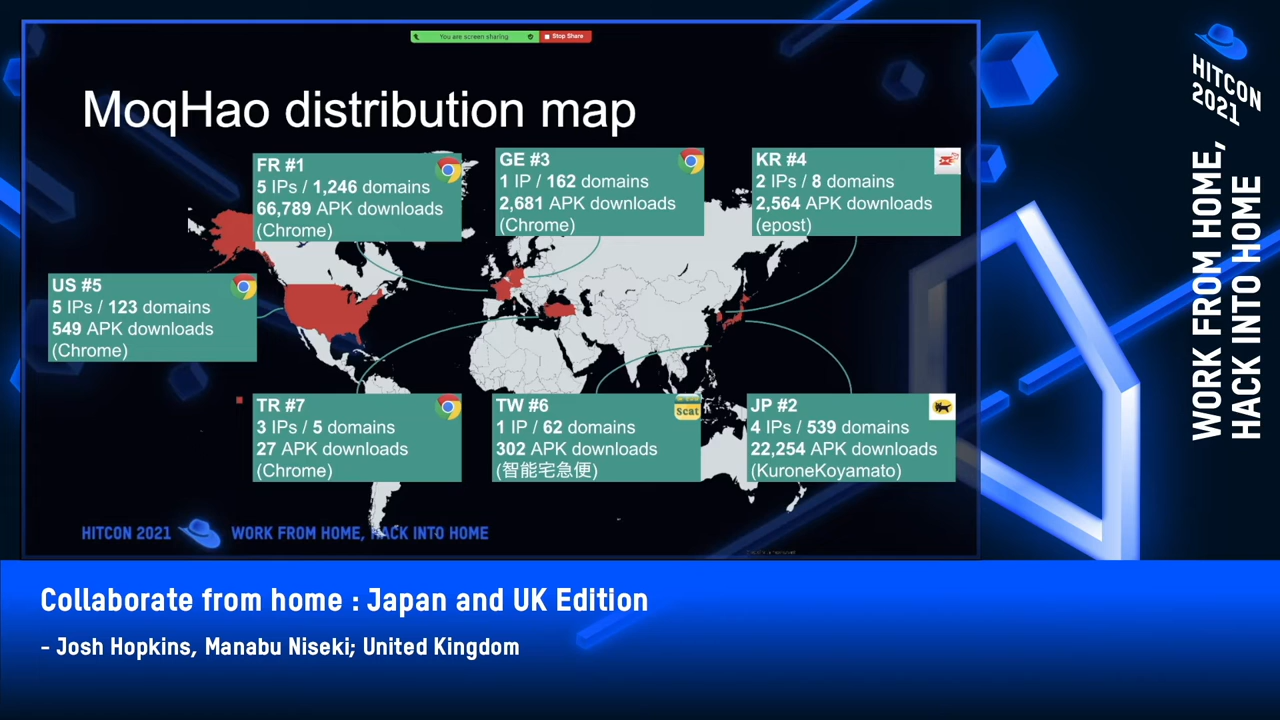 You are screen sharing
Stop Share
MoqHao distribution map
FR #1
5 IPs / 1,246 domains
66,789 APK downloads
(Chrome)
GE #3
1 IP / 162 domains
2,681 APK downloads
(Chrome)
KR #4
2 IPs / 8 domains
2,564 APK downloads
(epost)
US #5
5 IPs / 123 domains
549 APK downloads
(Chrome)
TR #7
3 IPs / 5 domains
27 APK downloads
(Chrome)
TW #6
1 IP / 62 domains
302 APK downloads
(智能宅急便)
Scat
JP #2
4 IPs / 539 domains
22,254 APK downloads
(KuroneKoyamato)
HITCON 2021 WORK FROM HOME, HACK INTO HOME
HITCON
2021
WORK FROM HOME,
HACK INTO HOME
Collaborate from home : Japan and UK Edition
- Josh Hopkins, Manabu Niseki; United Kingdom